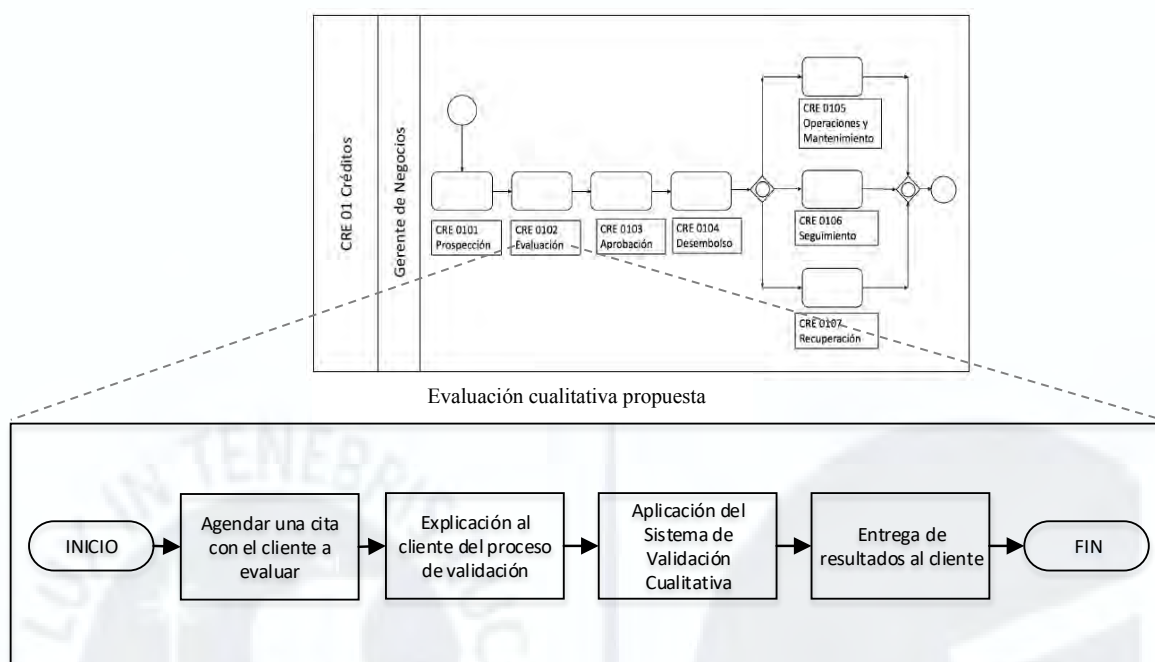 CRE 01 Créditos
Gerente de Negocios
CRE 0101
Prospección
CRE 0102
Evaluación
CRE 0103
Aprobación
CRE 0104
Desembolso
CRE 0105
Operaciones y
Mantenimiento
CRE 0106
Seguimiento
CRE 0107
Recuperación
Evaluación cualitativa propuesta
INICIO
Agendar una cita
con el cliente a
evaluar
Explicación al
cliente del proceso
de validación
Aplicación del
Sistema de
Validación
Cualitativa
Entrega de
resultados al cliente
FIN
IN TENEBRIS